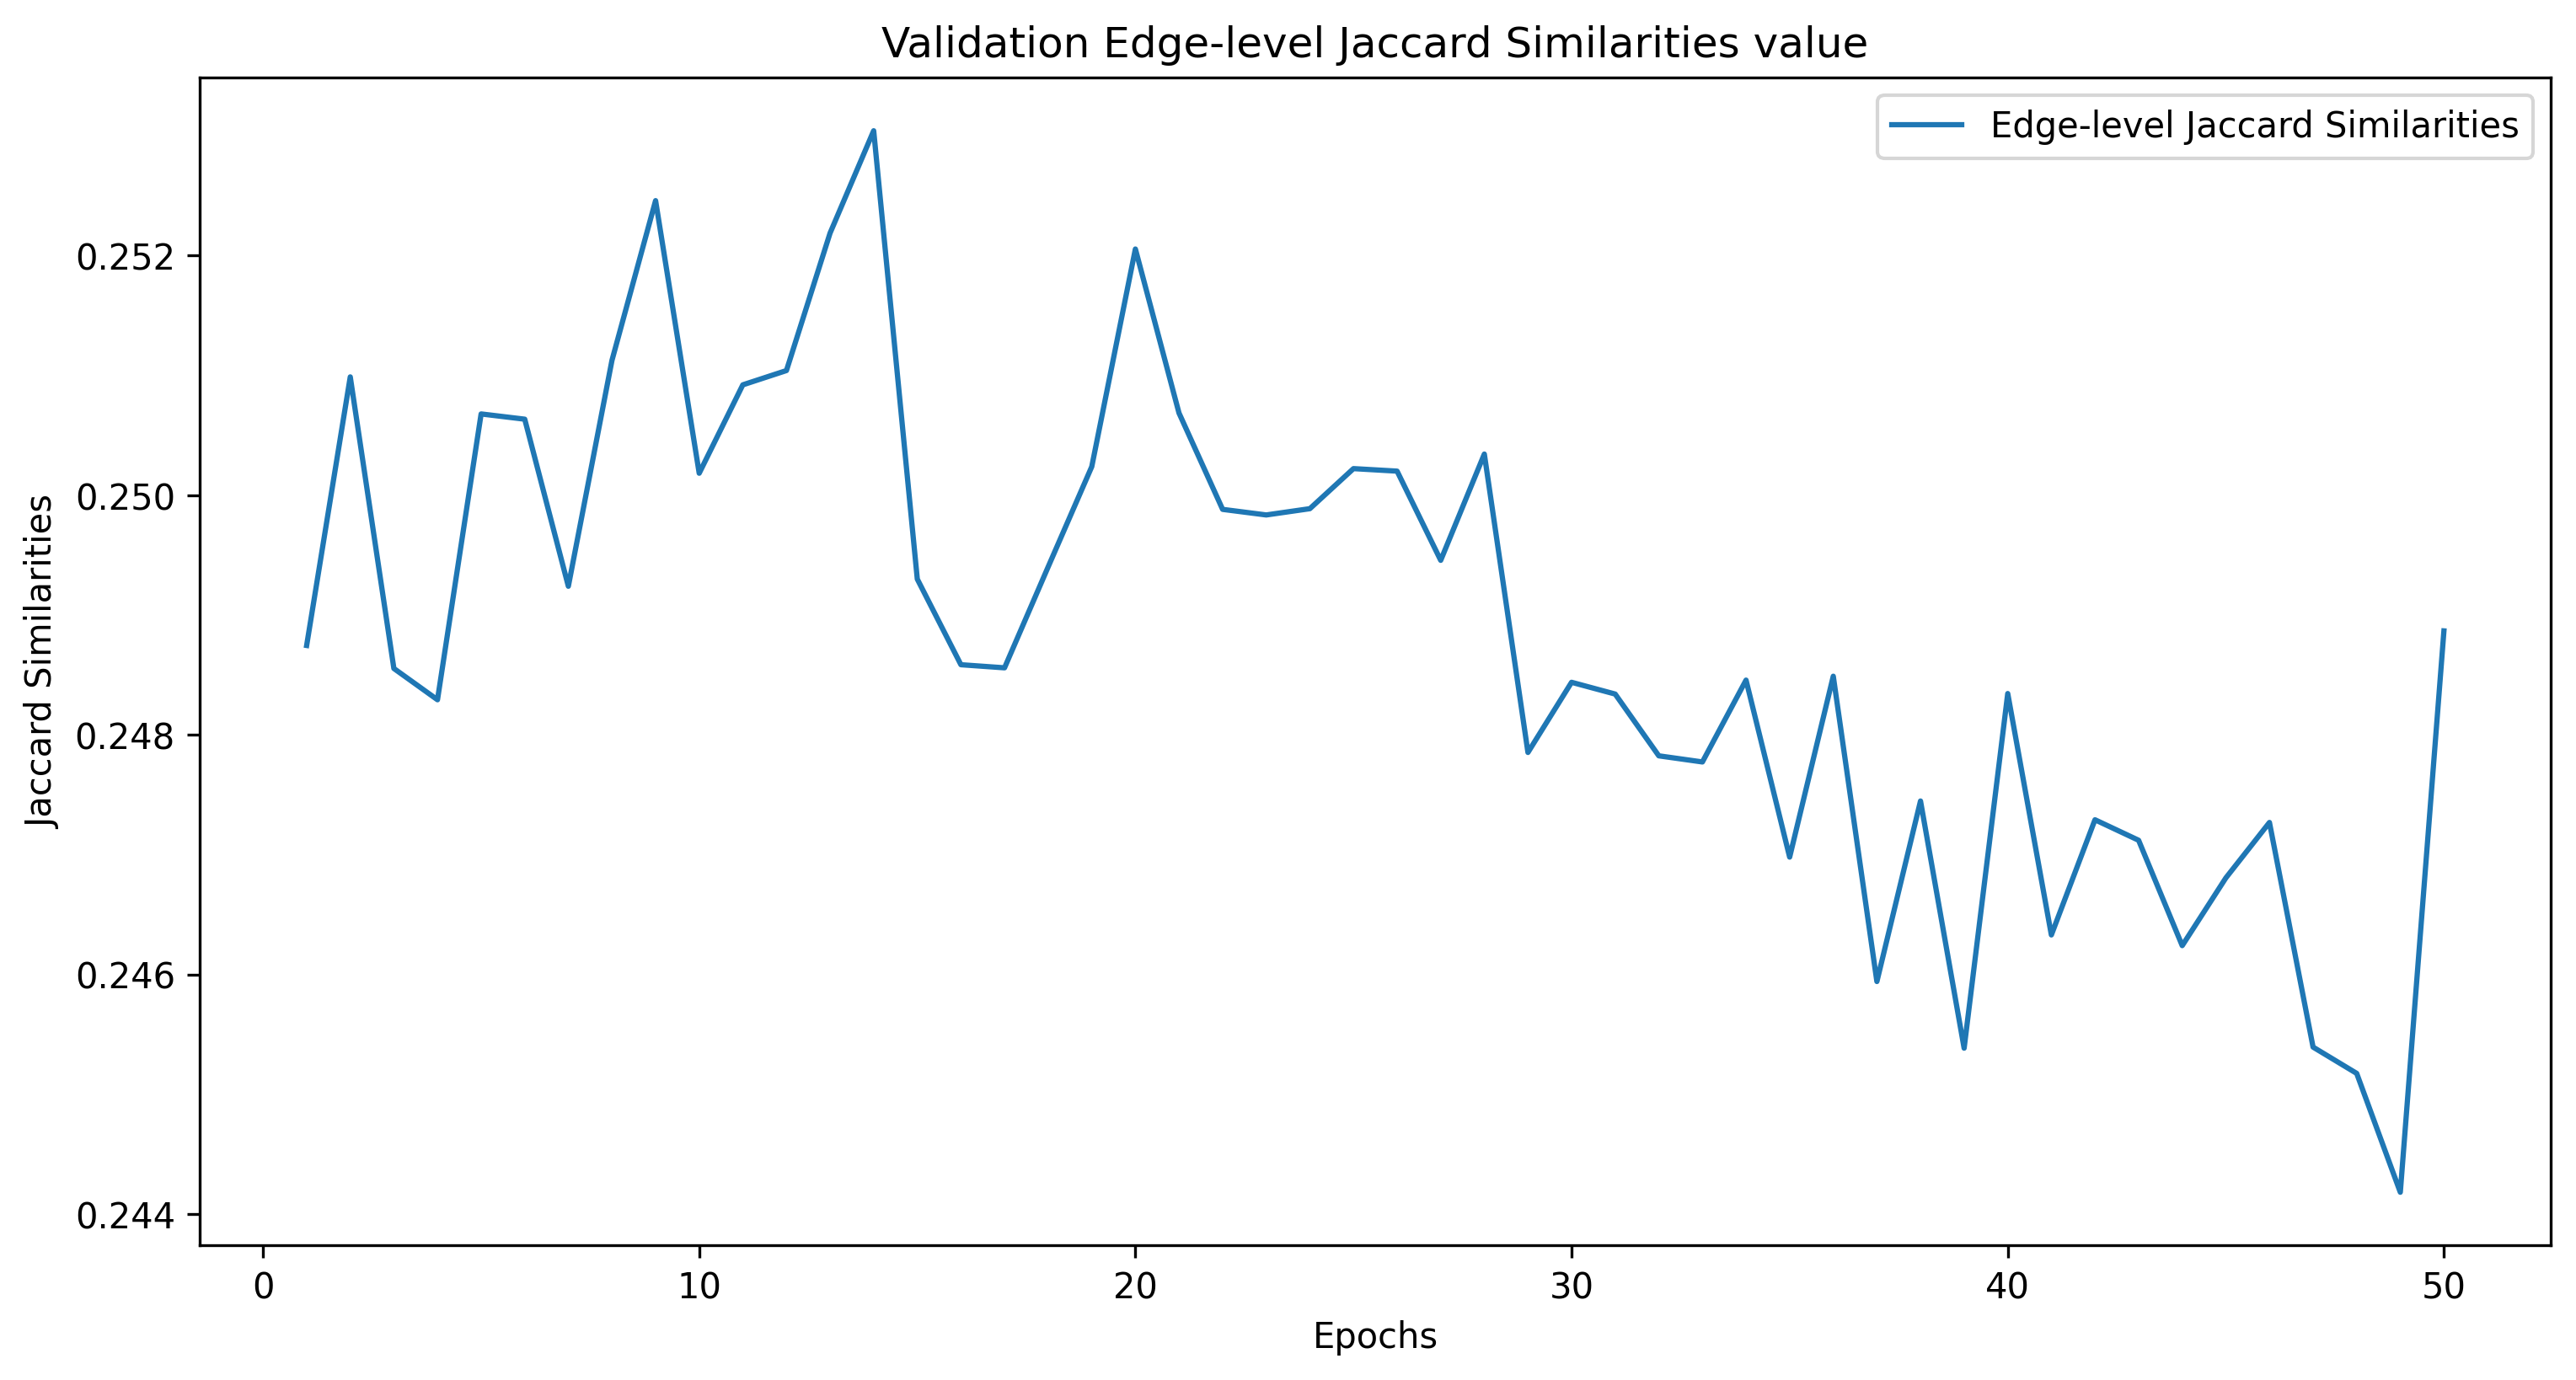 Validation Edge-level Jaccard Similarities value
Edge-level Jaccard Similarities
Jaccard Similarities
0.252
0.250
0.248
0.246
0.244
0 10 20 30 40 50
Epochs